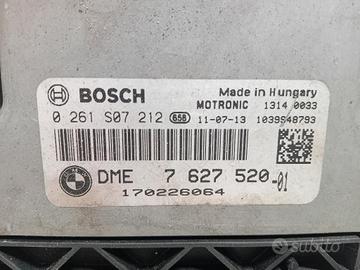 BOSCH
Made in Hungary
MOTRONIC 1314 0033
0 261 S07 212 658 11-07-13 1039S48793
DME 7 627 520-01
170226064
subito